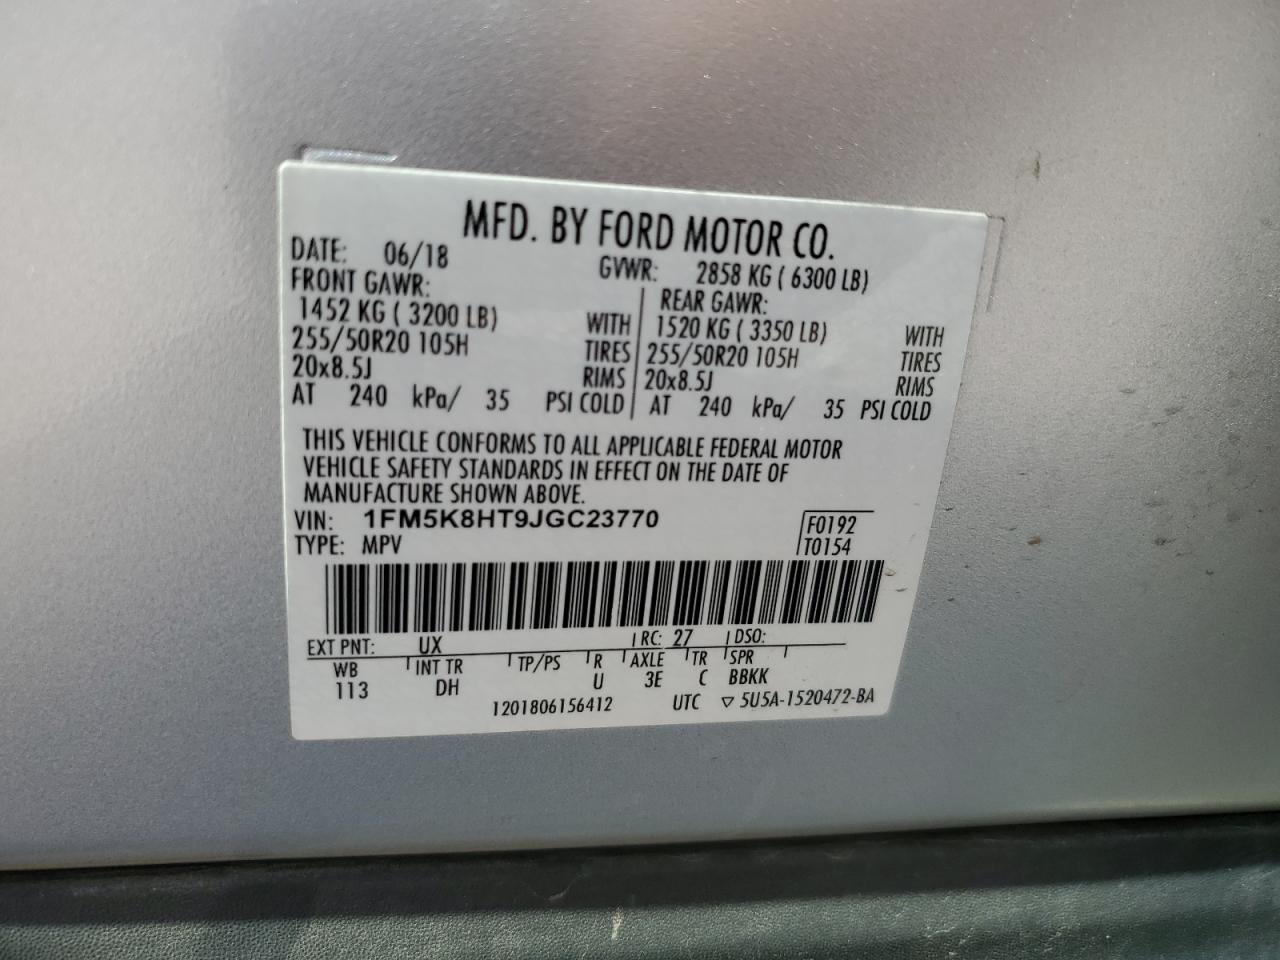 MFD. BY FORD MOTOR CO.
DATE: 06/18 GVWR: 2858 KG ( 6300 LB)
FRONT GAWR: REAR GAWR:
1452 KG ( 3200 LB) WITH 1520 KG ( 3350 LB) WITH
255/50R20 105H TIRES 255/50R20 105H TIRES
20x8.5J RIMS 20x8.5J RIMS
AT 240 kPa/ 35 PSI COLD AT 240 kPa/ 35 PSI COLD
THIS VEHICLE CONFORMS TO ALL APPLICABLE FEDERAL MOTOR
VEHICLE SAFETY STANDARDS IN EFFECT ON THE DATE OF
MANUFACTURE SHOWN ABOVE.
VIN: 1FM5K8HT9JGC23770 F0192
TYPE: MPV T0154
EXT PNT: UX RC: 27 DSO:
WB INT TR TP/PS R AXLE TR SPR
113 DH U 3E C BBKK
1201806156412 UTC ▽ 5U5A-1520472-BA